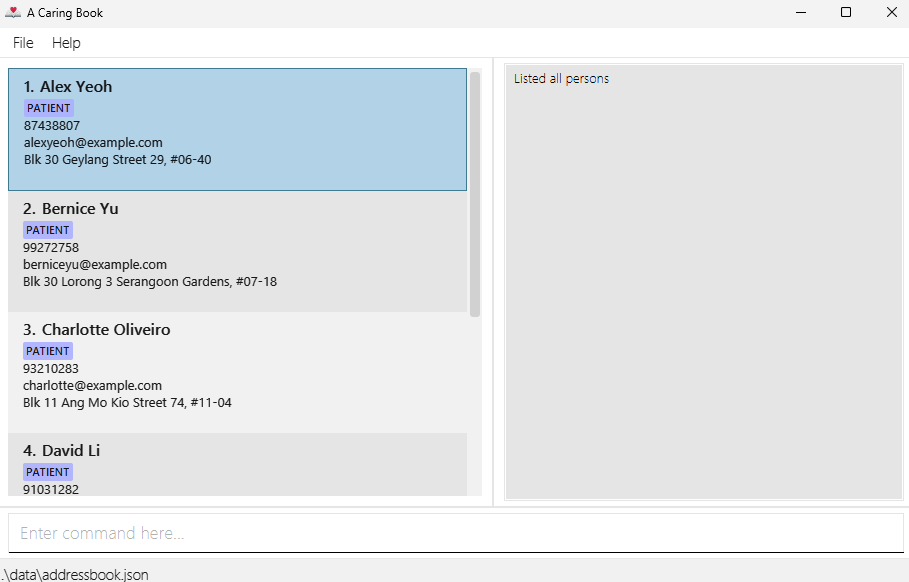 A Caring Book
File Help
1. Alex Yeoh
PATIENT
87438807
alexyeoh@example.com
Blk 30 Geylang Street 29, #06-40
2. Bernice Yu
PATIENT
99272758
berniceyu@example.com
Blk 30 Lorong 3 Serangoon Gardens, #07-18
3. Charlotte Oliveiro
PATIENT
93210283
charlotte@example.com
Blk 11 Ang Mo Kio Street 74, #11-04
4. David Li
PATIENT
91031282
Listed all persons
Enter command here...
.\data\addressbook.json